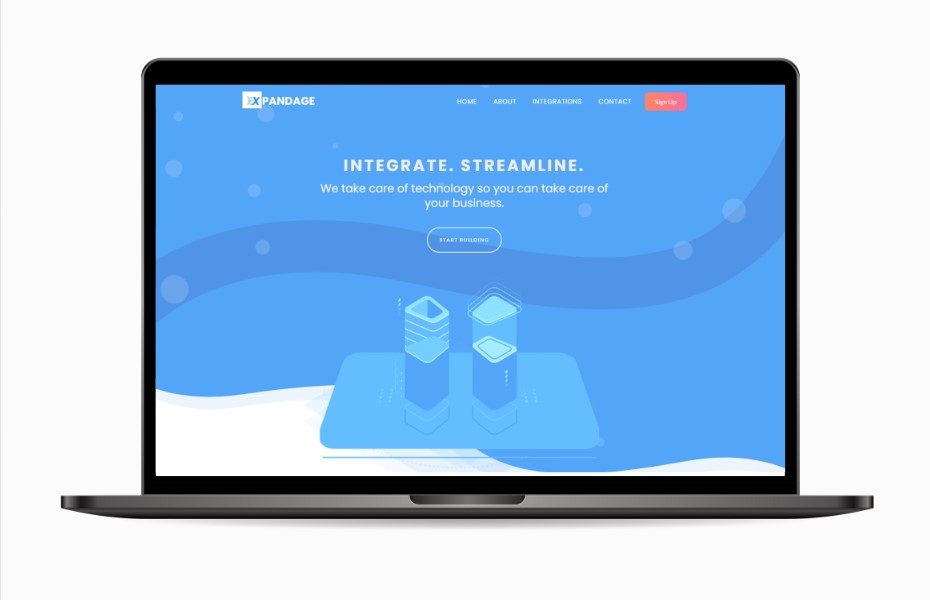 EXPANDAGE
HOME ABOUT INTEGRATIONS CONTACT Sign Up
INTEGRATE. STREAMLINE.
We take care of technology so you can take care of
your business.
START BUILDING